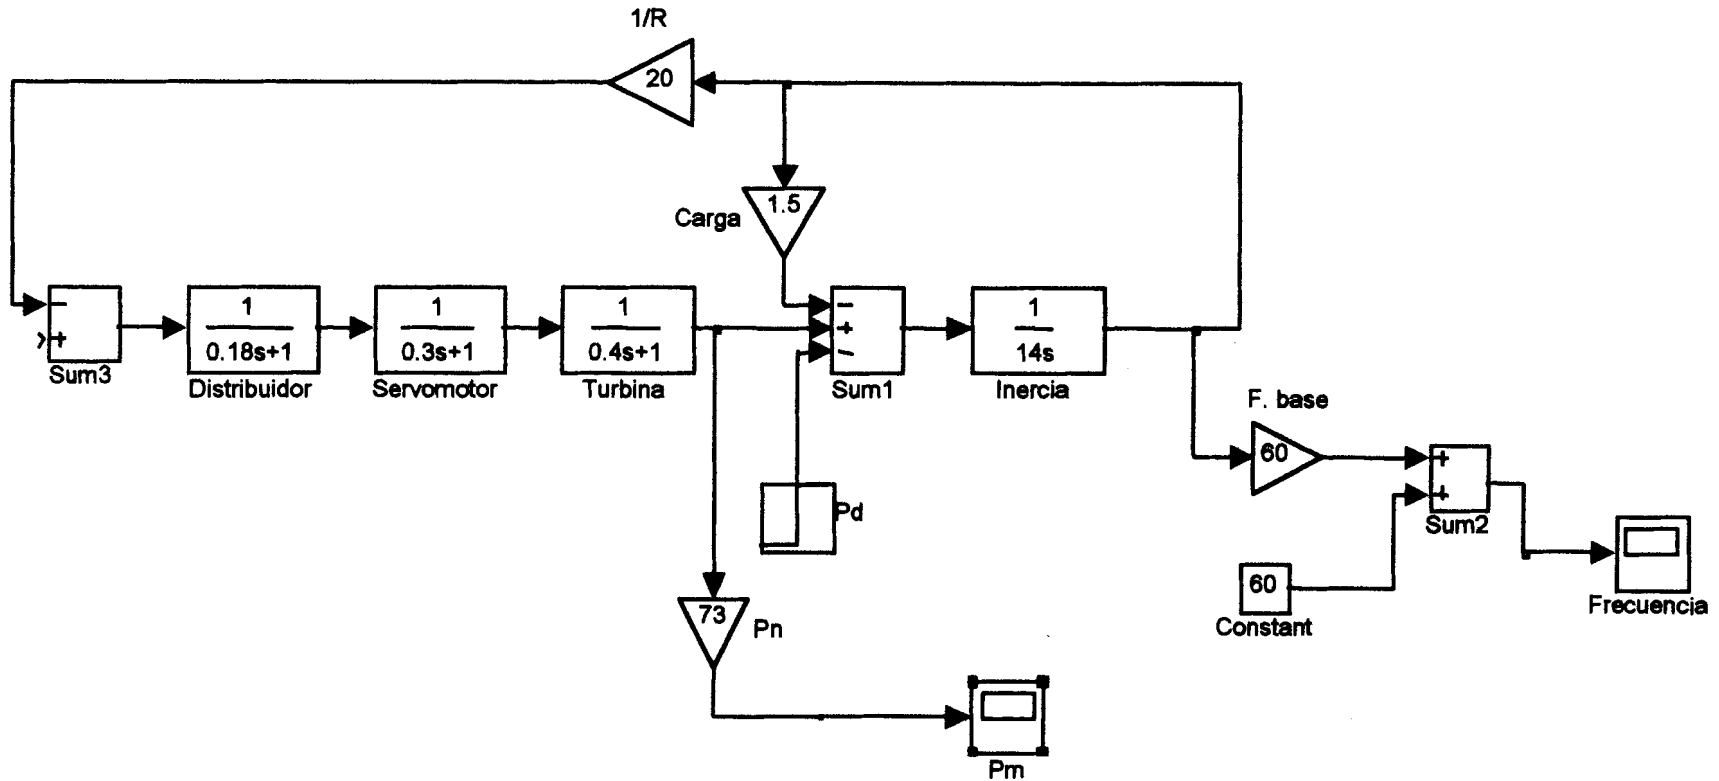 1/R
20
1.5
Carga
−
+
Sum3
1
0.18s+1
Distribuidor
1
0.3s+1
Servomotor
1
0.4s+1
Turbina
−
+
−
Sum1
1
14s
Inercia
F. base
60
+
+
Sum2
Pd
60
Constant
Frecuencia
73
Pn
Pm